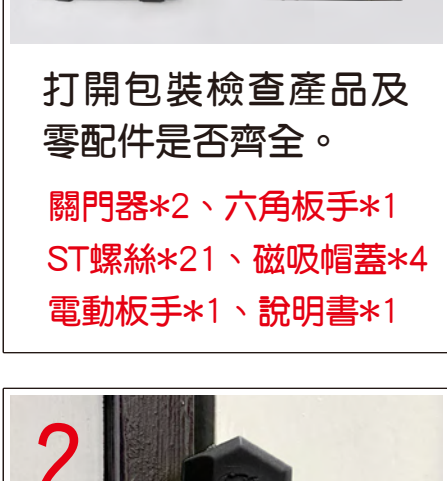 打開包裝檢查產品及
零配件是否齊全。
關門器*2、六角板手*1
ST螺絲*21、磁吸帽蓋*4
電動板手*1、說明書*1
2